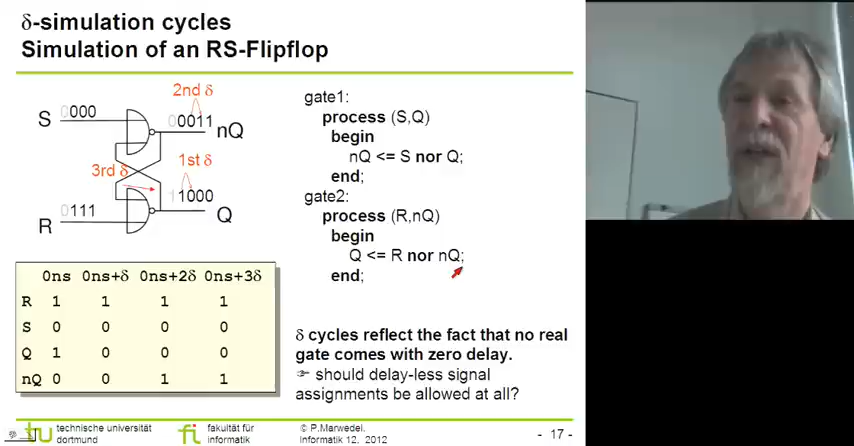 δ-simulation cycles
Simulation of an RS-Flipflop
2nd δ
S 0000 00011 nQ
3rd δ 1st δ
11000
R 0111 Q
gate1:
process (S,Q)
begin
nQ <= S nor Q;
end;
gate2:
process (R,nQ)
begin
Q <= R nor nQ;
end;
0ns 0ns+δ 0ns+2δ 0ns+3δ
R 1 1 1 1
S 0 0 0 0
Q 1 0 0 0
nQ 0 0 1 1
δ cycles reflect the fact that no real
gate comes with zero delay.
☞ should delay-less signal
assignments be allowed at all?
tu technische universität
dortmund
fi fakultät für
informatik
© P.Marwedel,
Informatik 12, 2012
- 17 -